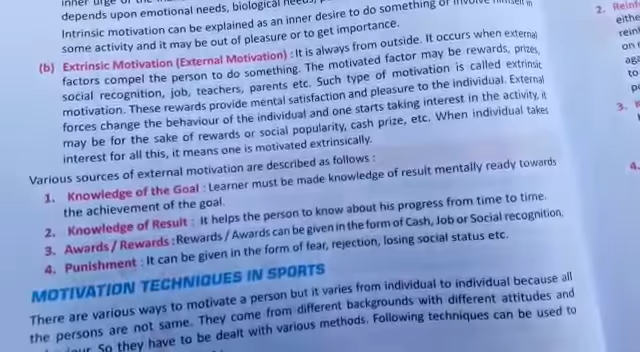 inner urge of
depends upon emotional needs, biological needs,
Intrinsic motivation can be explained as an inner desire to do something or involve himself in
some activity and it may be out of pleasure or to get importance.
(b) Extrinsic Motivation (External Motivation) : It is always from outside. It occurs when external
factors compel the person to do something. The motivated factor may be rewards, prizes,
social recognition, job, teachers, parents etc. Such type of motivation is called extrinsic
motivation. These rewards provide mental satisfaction and pleasure to the individual. External
forces change the behaviour of the individual and one starts taking interest in the activity, it
may be for the sake of rewards or social popularity, cash prize, etc. When individual takes
interest for all this, it means one is motivated extrinsically.
Various sources of external motivation are described as follows :
1. Knowledge of the Goal : Learner must be made knowledge of result mentally ready towards
the achievement of the goal.
2. Knowledge of Result : It helps the person to know about his progress from time to time.
3. Awards / Rewards : Rewards / Awards can be given in the form of Cash, Job or Social recognition.
4. Punishment : It can be given in the form of fear, rejection, losing social status etc.
MOTIVATION TECHNIQUES IN SPORTS
There are various ways to motivate a person but it varies from individual to individual because all
the persons are not same. They come from different backgrounds with different attitudes and
So they have to be dealt with various methods. Following techniques can be used to
2. Reinf
eithe
rein
on
aga
to
3.
4.